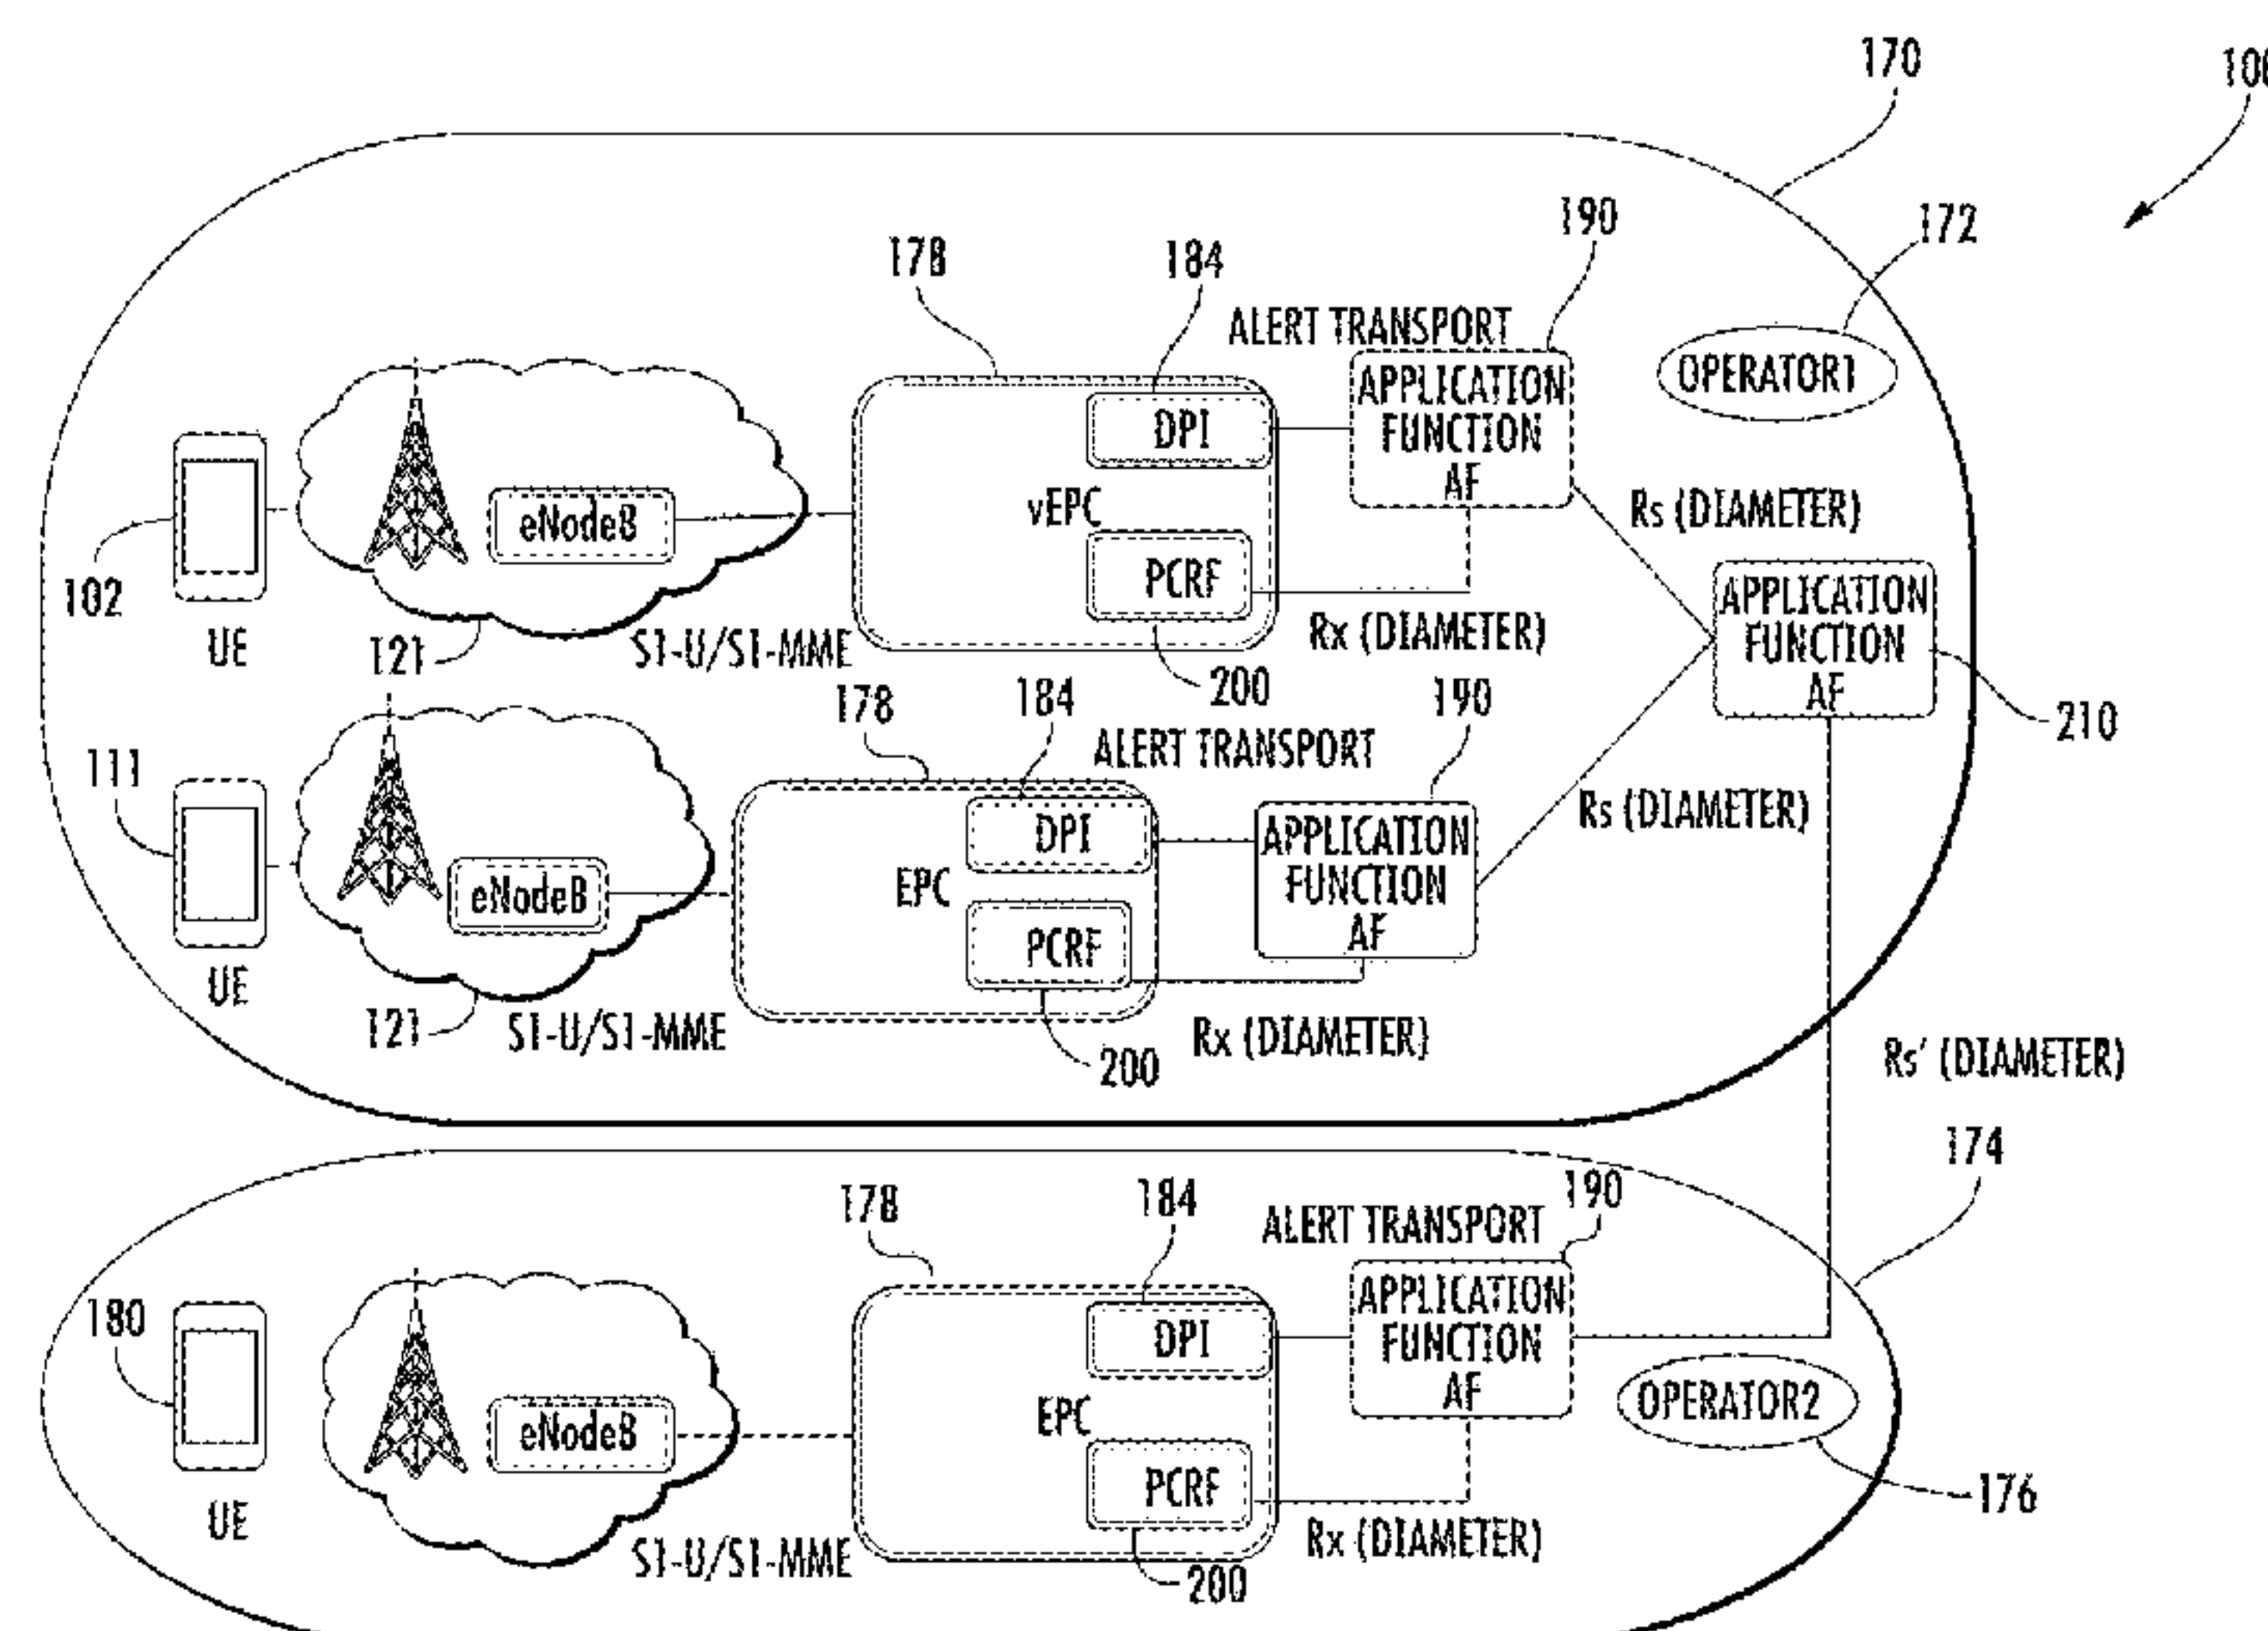 170
172
190
178
184
ALERT TRANSPORT
APPLICATION
FUNCTION
AF
OPERATOR1
DPI
eNodeB
vEPC
PCRF
Rs (DIAMETER)
102
UE
121
S1-U/S1-MME
Rx (DIAMETER)
200
APPLICATION
FUNCTION
AF
210
178
184
190
ALERT TRANSPORT
111
DPI
APPLICATION
FUNCTION
AF
Rs (DIAMETER)
eNodeB
EPC
PCRF
UE
121
S1-U/S1-MME
Rx (DIAMETER)
200
Rs' (DIAMETER)
174
178
184
190
ALERT TRANSPORT
180
DPI
APPLICATION
FUNCTION
AF
OPERATOR2
eNodeB
EPC
PCRF
176
UE
S1-U/S1-MME
Rx (DIAMETER)
200